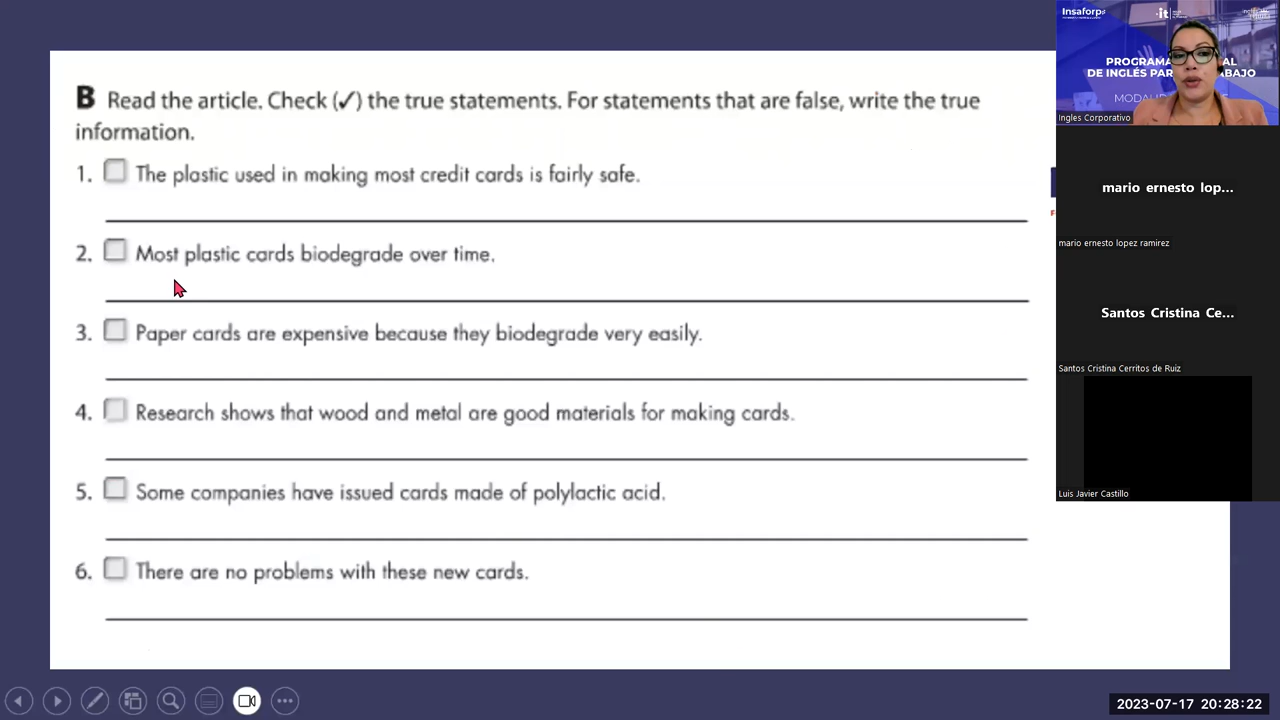 B Read the article. Check (✓) the true statements. For statements that are false, write the true
information.
1. The plastic used in making most credit cards is fairly safe.
2. Most plastic cards biodegrade over time.
3. Paper cards are expensive because they biodegrade very easily.
4. Research shows that wood and metal are good materials for making cards.
5. Some companies have issued cards made of polylactic acid.
6. There are no problems with these new cards.
Insaforp
it
PROGRAMA
AL
DE INGLÉS PAR
BAJO
Ingles Corporativo
mario ernesto lop...
mario ernesto lopez ramirez
Santos Cristina Ce...
Santos Cristina Cerritos de Ruiz
Luis Javier Castillo
2023-07-17 20:28:22